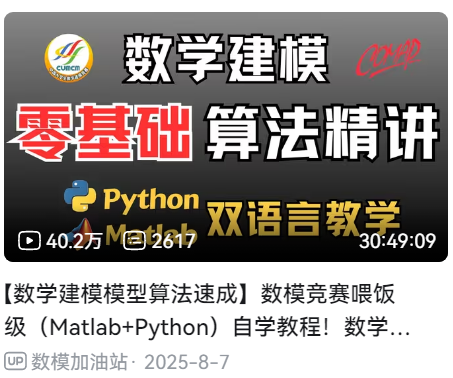 CUMCM
数学建模
COMAP
零基础 算法精讲
Python
Matlab
双语言教学
40.2万 2617 30:49:09
【数学建模模型算法速成】数模竞赛喂饭
级（Matlab+Python）自学教程！数学...
UP 数模加油站 · 2025-8-7